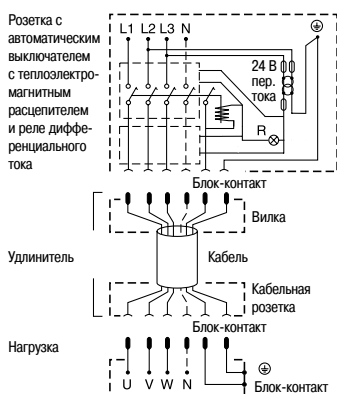 Розетка с
автоматическим
выключателем
с теплоэлектро-
магнитным
расцепителем
и реле диффе-
ренциального
тока
L1 L2 L3 N
24 В
пер.
тока
R
Блок-контакт
Вилка
Удлинитель
Кабель
Кабельная
розетка
Блок-контакт
Нагрузка
U V W N
Блок-контакт